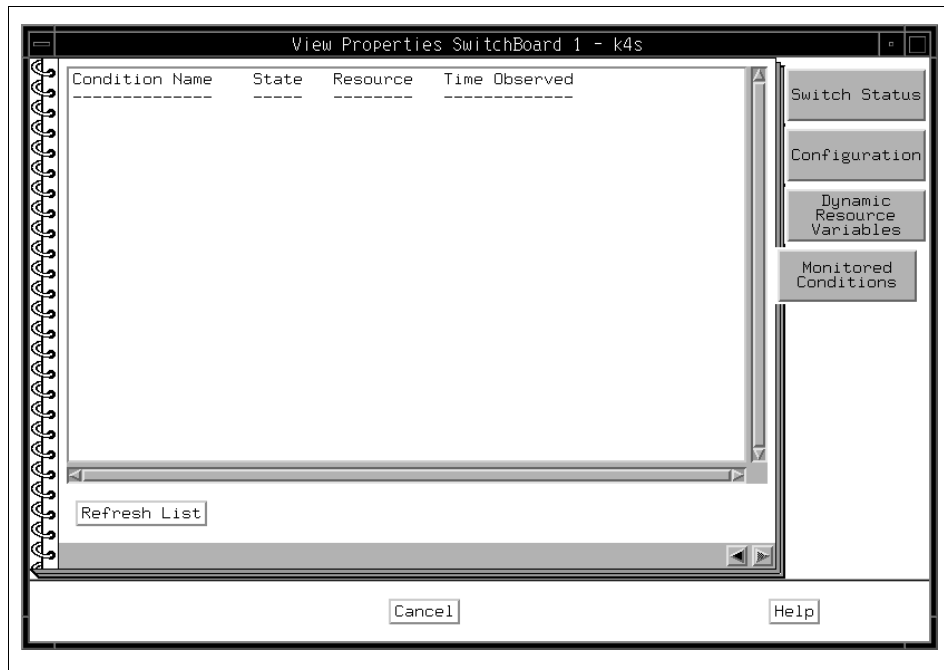 View Properties SwitchBoard 1 - k4s
Condition Name State Resource Time Observed
-------------- ----- -------- -------------
Switch Status
Configuration
Dynamic
Resource
Variables
Monitored
Conditions
Refresh List
Cancel
Help